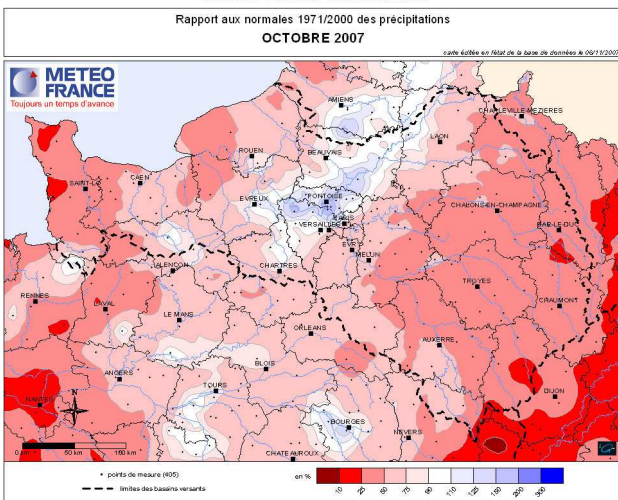 Rapport aux normales 1971/2000 des précipitations
OCTOBRE 2007
carte éditée en l'état de la base de données le 06/11/2007
METEO
FRANCE
Toujours un temps d'avance
AMIENS
CHARLEVILLE-MEZIERES
LAON
ROUEN
BEAUVAIS
SAINT-LO
CAEN
EVREUX
PONTOISE
CHALONS-EN-CHAMPAGNE
PARIS
VERSAILLES
BAR-LE-DUC
EVRY
MELUN
ALENCON
CHARTRES
TROYES
RENNES
LAVAL
CHAUMONT
LE MANS
ORLEANS
AUXERRE
BLOIS
ANGERS
TOURS
DIJON
NANTES
BOURGES
NEVERS
0 km 50 km 100 km
CHATEAUROUX
points de mesure (405)
limites des bassins versants
en %
10 25 50 75 90 110 125 150 200 300